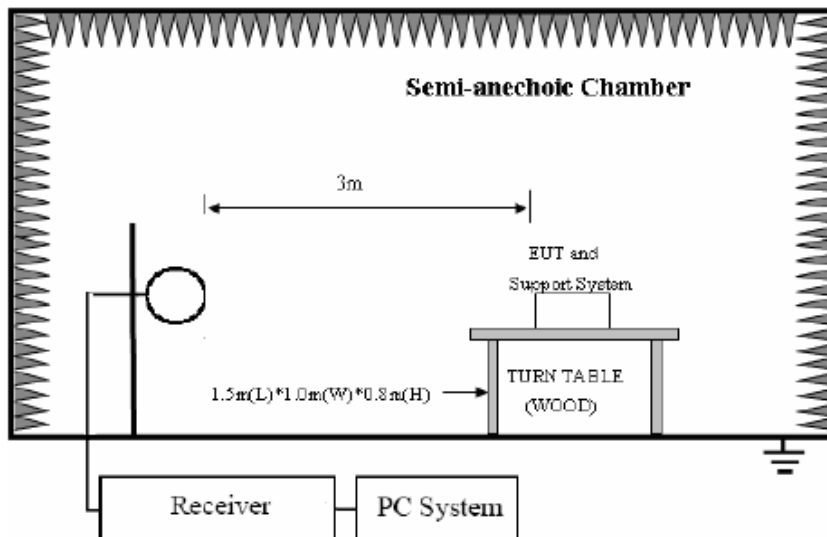 Semi-anechoic Chamber
3m
EUT and
Support System
1.5m(L)*1.0m(W)*0.8m(H)
TURN TABLE
(WOOD)
Receiver
PC System